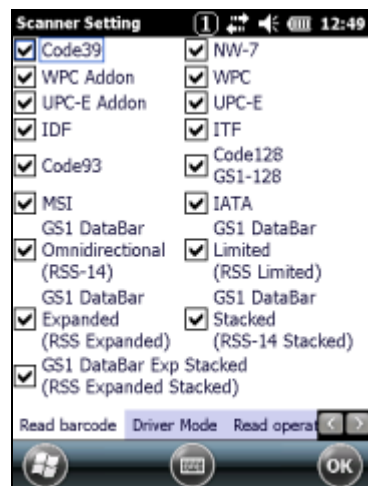 Scanner Setting 1 12:49
Code39 NW-7
WPC Addon WPC
UPC-E Addon UPC-E
IDF ITF
Code93 Code128
GS1-128
MSI IATA
GS1 DataBar
Omnidirectional
(RSS-14)
GS1 DataBar
Limited
(RSS Limited)
GS1 DataBar
Expanded
(RSS Expanded)
GS1 DataBar
Stacked
(RSS-14 Stacked)
GS1 DataBar Exp Stacked
(RSS Expanded Stacked)
Read barcode Driver Mode Read operat
OK